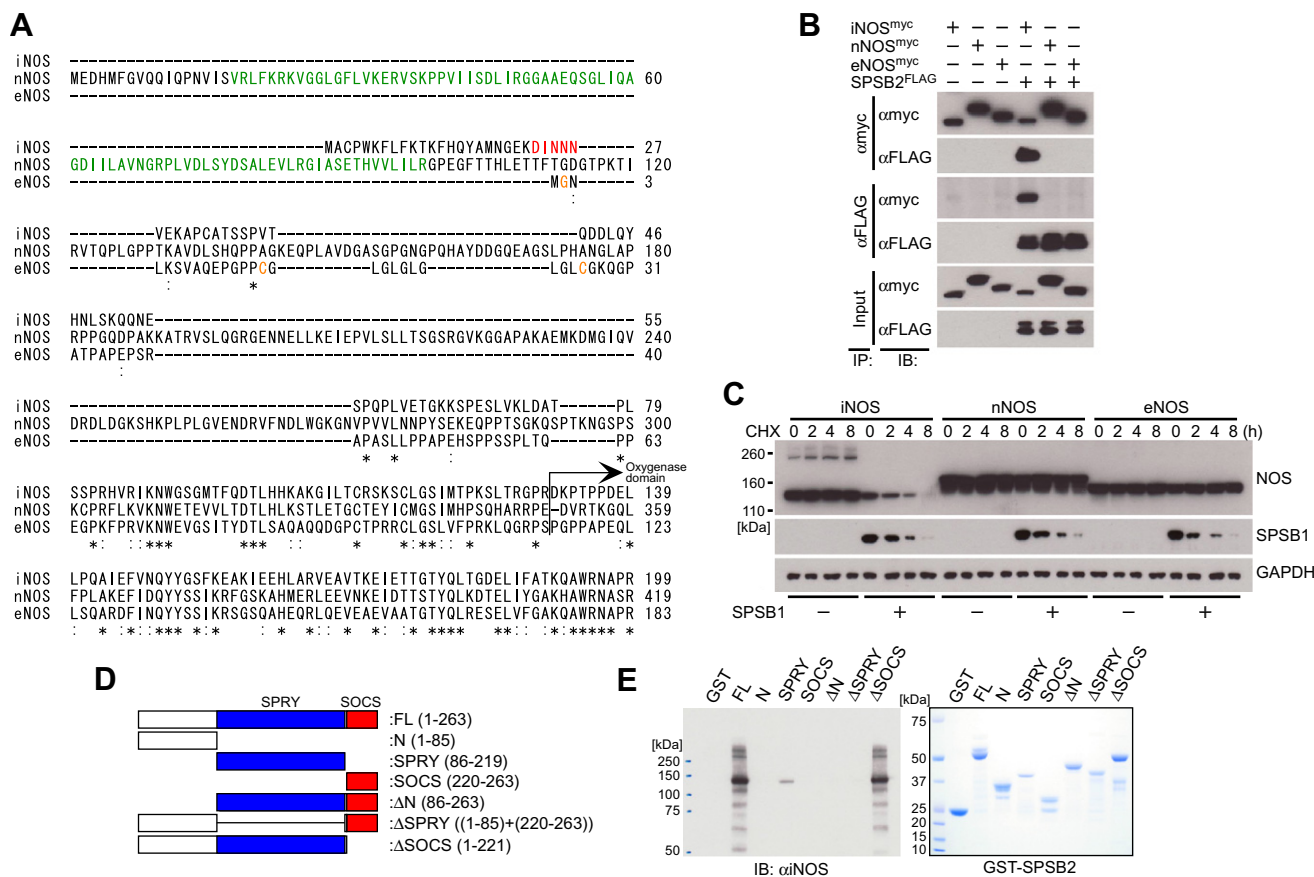 A
iNOS ------------------------------------------------------------
nNOS MEDHMFGVQQIQPNVISVRLFKRKVGGLGFLVKERVSKPPVIISDLIRGGAAEQSGLIQA 60
eNOS ------------------------------------------------------------
iNOS ---------------------------MACPWKFLFKTKFHQYAMNGEKDINNN------ 27
nNOS GDIILAVNGRPLVDLSYDSALEVLRGIASETHVVLILRGPEGFTTHLETTFTGDGTPKTI 120
eNOS ---------------------------------------------------MGN------ 3
:
iNOS ---------VEKAPCATSSPVT--------------------------------QDDLQY 46
nNOS RVTQPLGPPTKAVDLSHQPPAGKEQPLAVDGASGPGNGPQHAYDDGQEAGSLPHANGLAP 180
eNOS ---------LKSVAQEPGPPCG----------LGLGLG-------------LGLCGKQGP 31
: *
iNOS HNLSKQQNE--------------------------------------------------- 55
nNOS RPPGQDPAKKATRVSLQGRGENNELLKEIEPVLSLLTSGSRGVKGGAPAKAEMKDMGIQV 240
eNOS ATPAPEPSR--------------------------------------------------- 40
:
iNOS ------------------------------SPQPLVETGKKSPESLVKLDAT------PL 79
nNOS DRDLDGKSHKPLPLGVENDRVFNDLWGKGNVPVVLNNPYSEKEQPPTSGKQSPTKNGSPS 300
eNOS ------------------------------APASLLPPAPEHSPPSSPLTQ-------PP 63
* * : *
Oxygenase
domain
iNOS SSPRHVRIKNWGSGMTFQDTLHHKAKGILTCRSKSCLGSIMTPKSLTRGPRDKPTPPDEL 139
nNOS KCPRFLKVKNWETEVVLTDTLHLKSTLETGCTEYICMGSIMHPSQHARRPE-DVRTKGQL 359
eNOS EGPKFPRVKNWEVGSITYDTLSAQAQQDGPCTPRRCLGSLVFPRKLQGRPSPGPPAPEQL 123
* : : *** *** : : * * * ** : * * : *
iNOS LPQAIEFVNQYYGSFKEAKIEEHLARVEAVTKEIETTGTYQLTGDELIFATKQAWRNAPR 199
nNOS FPLAKEFIDQYYSSIKRFGSKAHMERLEEVNKEIDTTSTYQLKDTELIYGAKHAWRNASR 419
eNOS LSQARDFINQYYSSIKRSGSQAHEQRLQEVEAEVAATGTYQLRESELVFGAKQAWRNAPR 183
B
iNOSmyc + − − + − −
nNOSmyc − + − − + −
eNOSmyc − − + − − +
SPSB2FLAG − − − + + +
αmyc αmyc
αFLAG
αFLAG αmyc
αFLAG
Input αmyc
αFLAG
IP: IB:
C
iNOS nNOS eNOS
CHX 0 2 4 8 0 2 4 8 0 2 4 8 0 2 4 8 0 2 4 8 0 2 4 8 (h)
260
160
110
[kDa]
NOS
SPSB1
GAPDH
SPSB1 − + − + − +
D
SPRY SOCS
:FL (1-263)
:N (1-85)
:SPRY (86-219)
:SOCS (220-263)
:ΔN (86-263)
:ΔSPRY ((1-85)+(220-263))
:ΔSOCS (1-221)
E
GST FL N SPRY SOCS ΔN ΔSPRY ΔSOCS
[kDa]
250
150
100
75
50
IB: αiNOS
GST FL N SPRY SOCS ΔN ΔSPRY ΔSOCS
[kDa]
75
50
37
25
20
15
10
GST-SPSB2